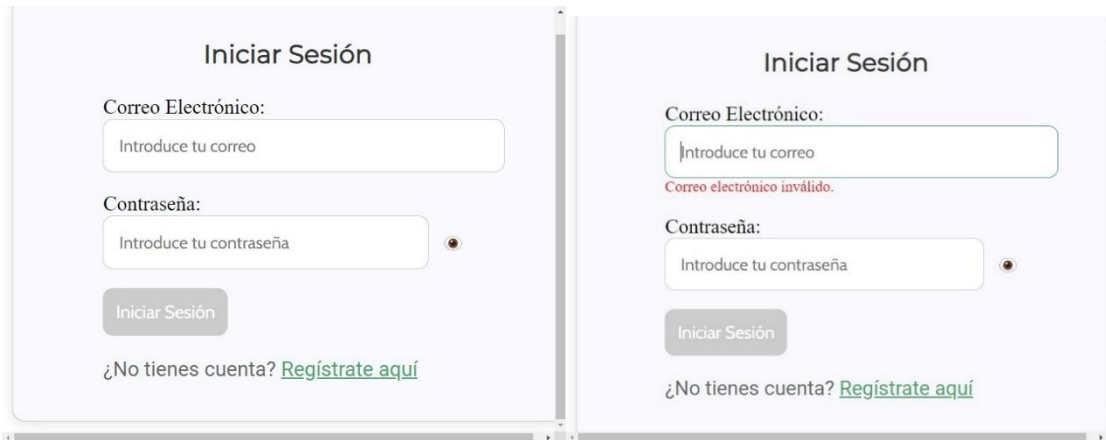 Iniciar Sesión
Correo Electrónico:
Introduce tu correo
Contraseña:
Introduce tu contraseña
Iniciar Sesión
¿No tienes cuenta? Regístrate aquí
Iniciar Sesión
Correo Electrónico:
Introduce tu correo
Correo electrónico inválido.
Contraseña:
Introduce tu contraseña
Iniciar Sesión
¿No tienes cuenta? Regístrate aquí